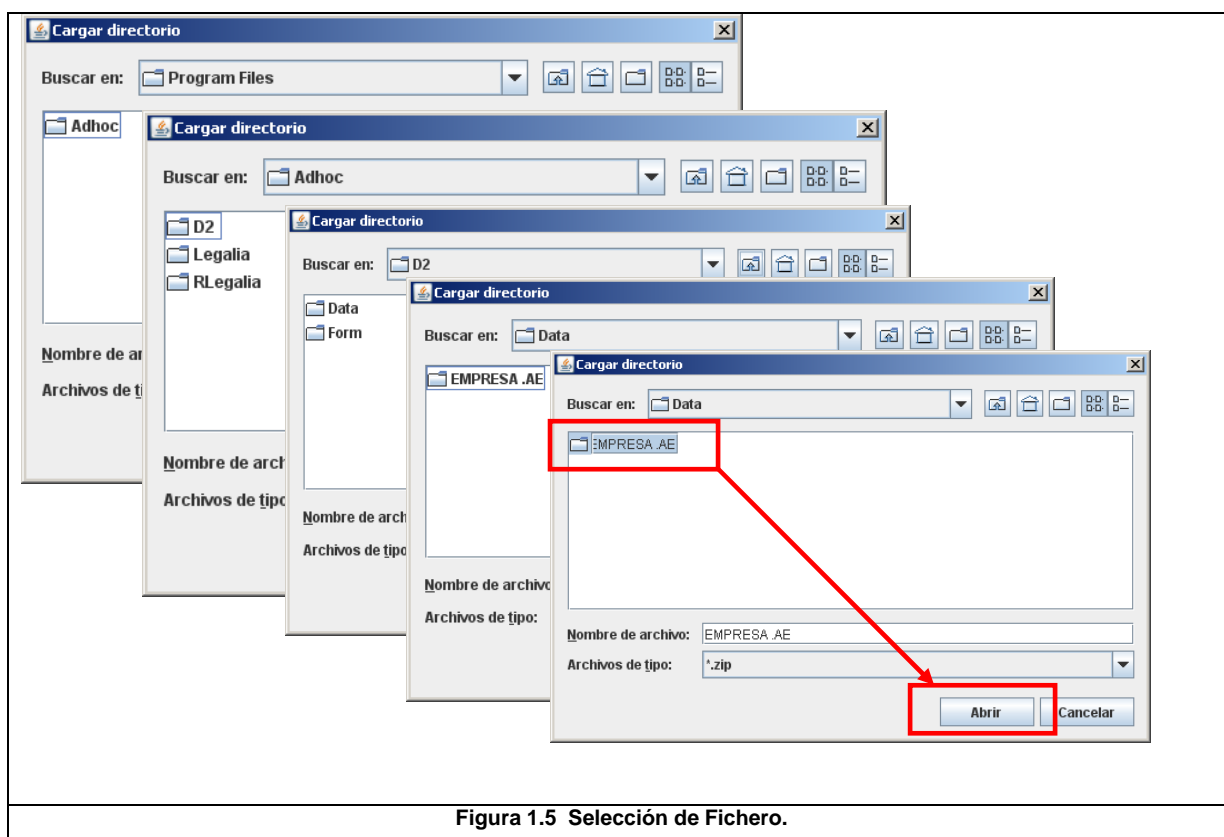 Cargar directorio
Buscar en: Program Files
Adhoc
Nombre de ar
Archivos de ti
Cargar directorio
Buscar en: Adhoc
D2
Legalia
RLegalia
Nombre de arch
Archivos de tipo
Cargar directorio
Buscar en: D2
Data
Form
Nombre de arch
Archivos de tipo
Cargar directorio
Buscar en: Data
EMPRESA .AE
Nombre de archivo
Archivos de tipo:
Cargar directorio
Buscar en: Data
EMPRESA .AE
Nombre de archivo: EMPRESA .AE
Archivos de tipo: *.zip
Abrir Cancelar
Figura 1.5 Selección de Fichero.